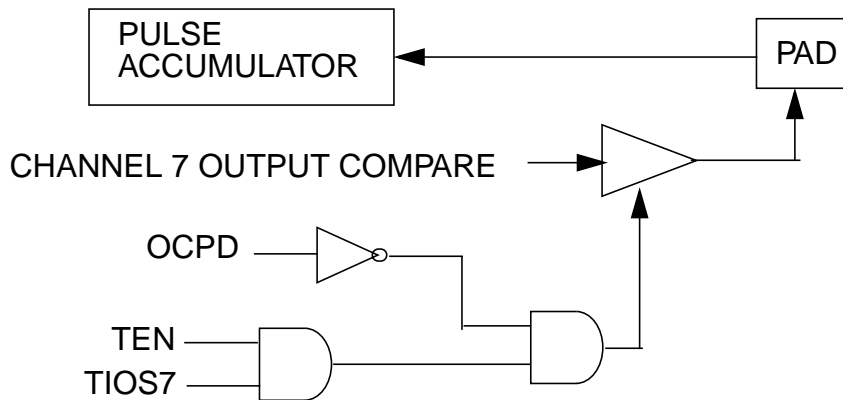 PULSE
ACCUMULATOR
PAD
CHANNEL 7 OUTPUT COMPARE
OCPD
TEN
TIOS7